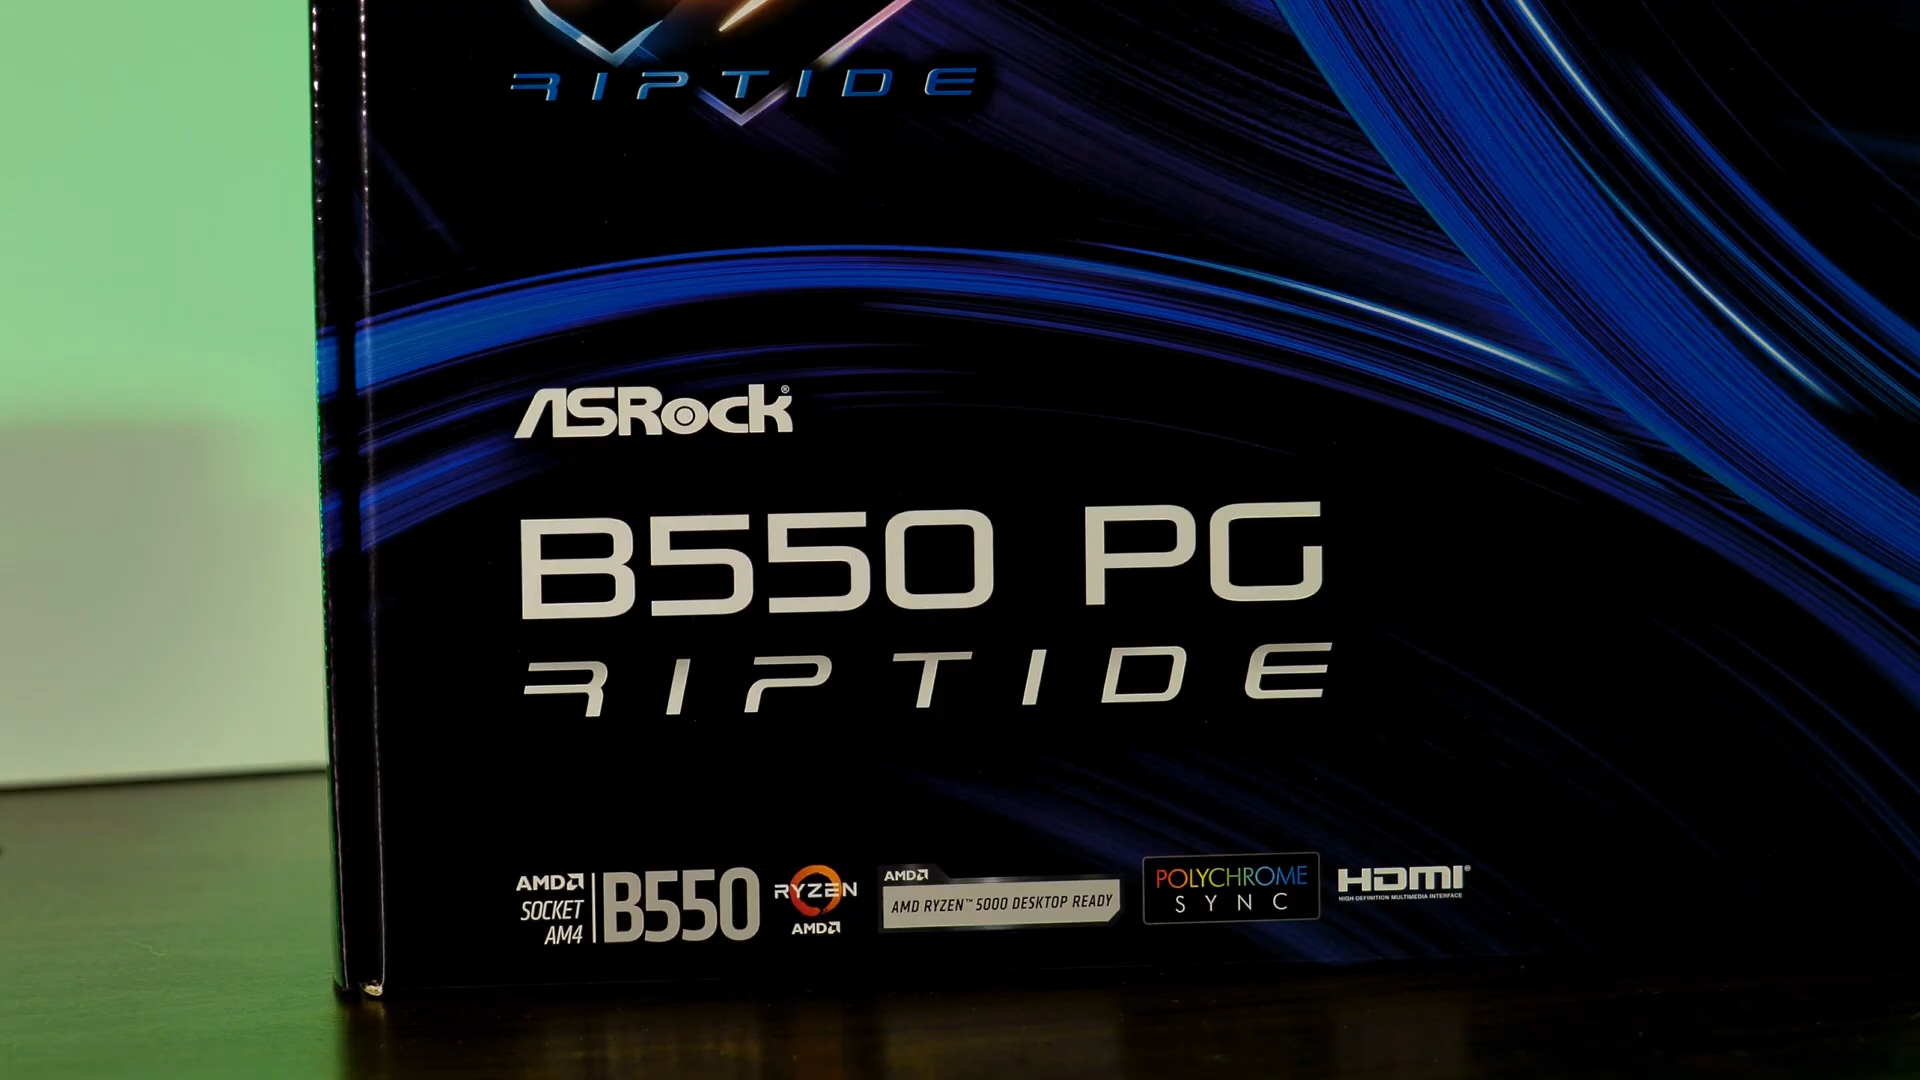 RIPTIDE
ASRock®
B550 PG
RIPTIDE
AMD
SOCKET
AM4
B550
RYZEN
AMD
AMD
AMD RYZEN™ 5000 DESKTOP READY
POLYCHROME
SYNC
HDMI®
HIGH-DEFINITION MULTIMEDIA INTERFACE